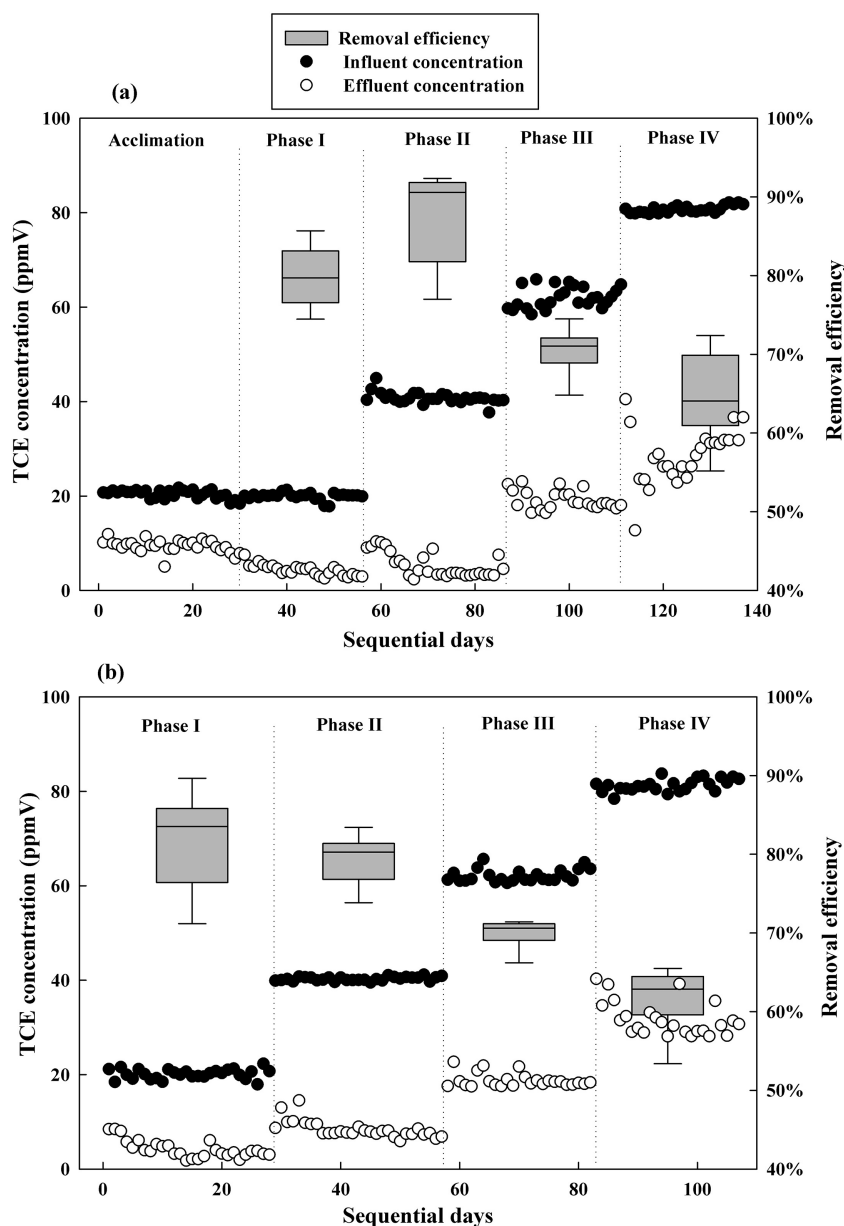 Removal efficiency
Influent concentration
Effluent concentration
(a)
100
100%
Acclimation Phase I Phase II Phase III Phase IV
80
90%
60
80%
40
70%
20
60%
50%
0
40%
TCE concentration (ppmV)
Removal efficiency
0 20 40 60 80 100 120 140
Sequential days
(b)
100
100%
Phase I Phase II Phase III Phase IV
80
90%
60
80%
40
70%
20
60%
50%
0
40%
TCE concentration (ppmV)
Removal efficiency
0 20 40 60 80 100
Sequential days